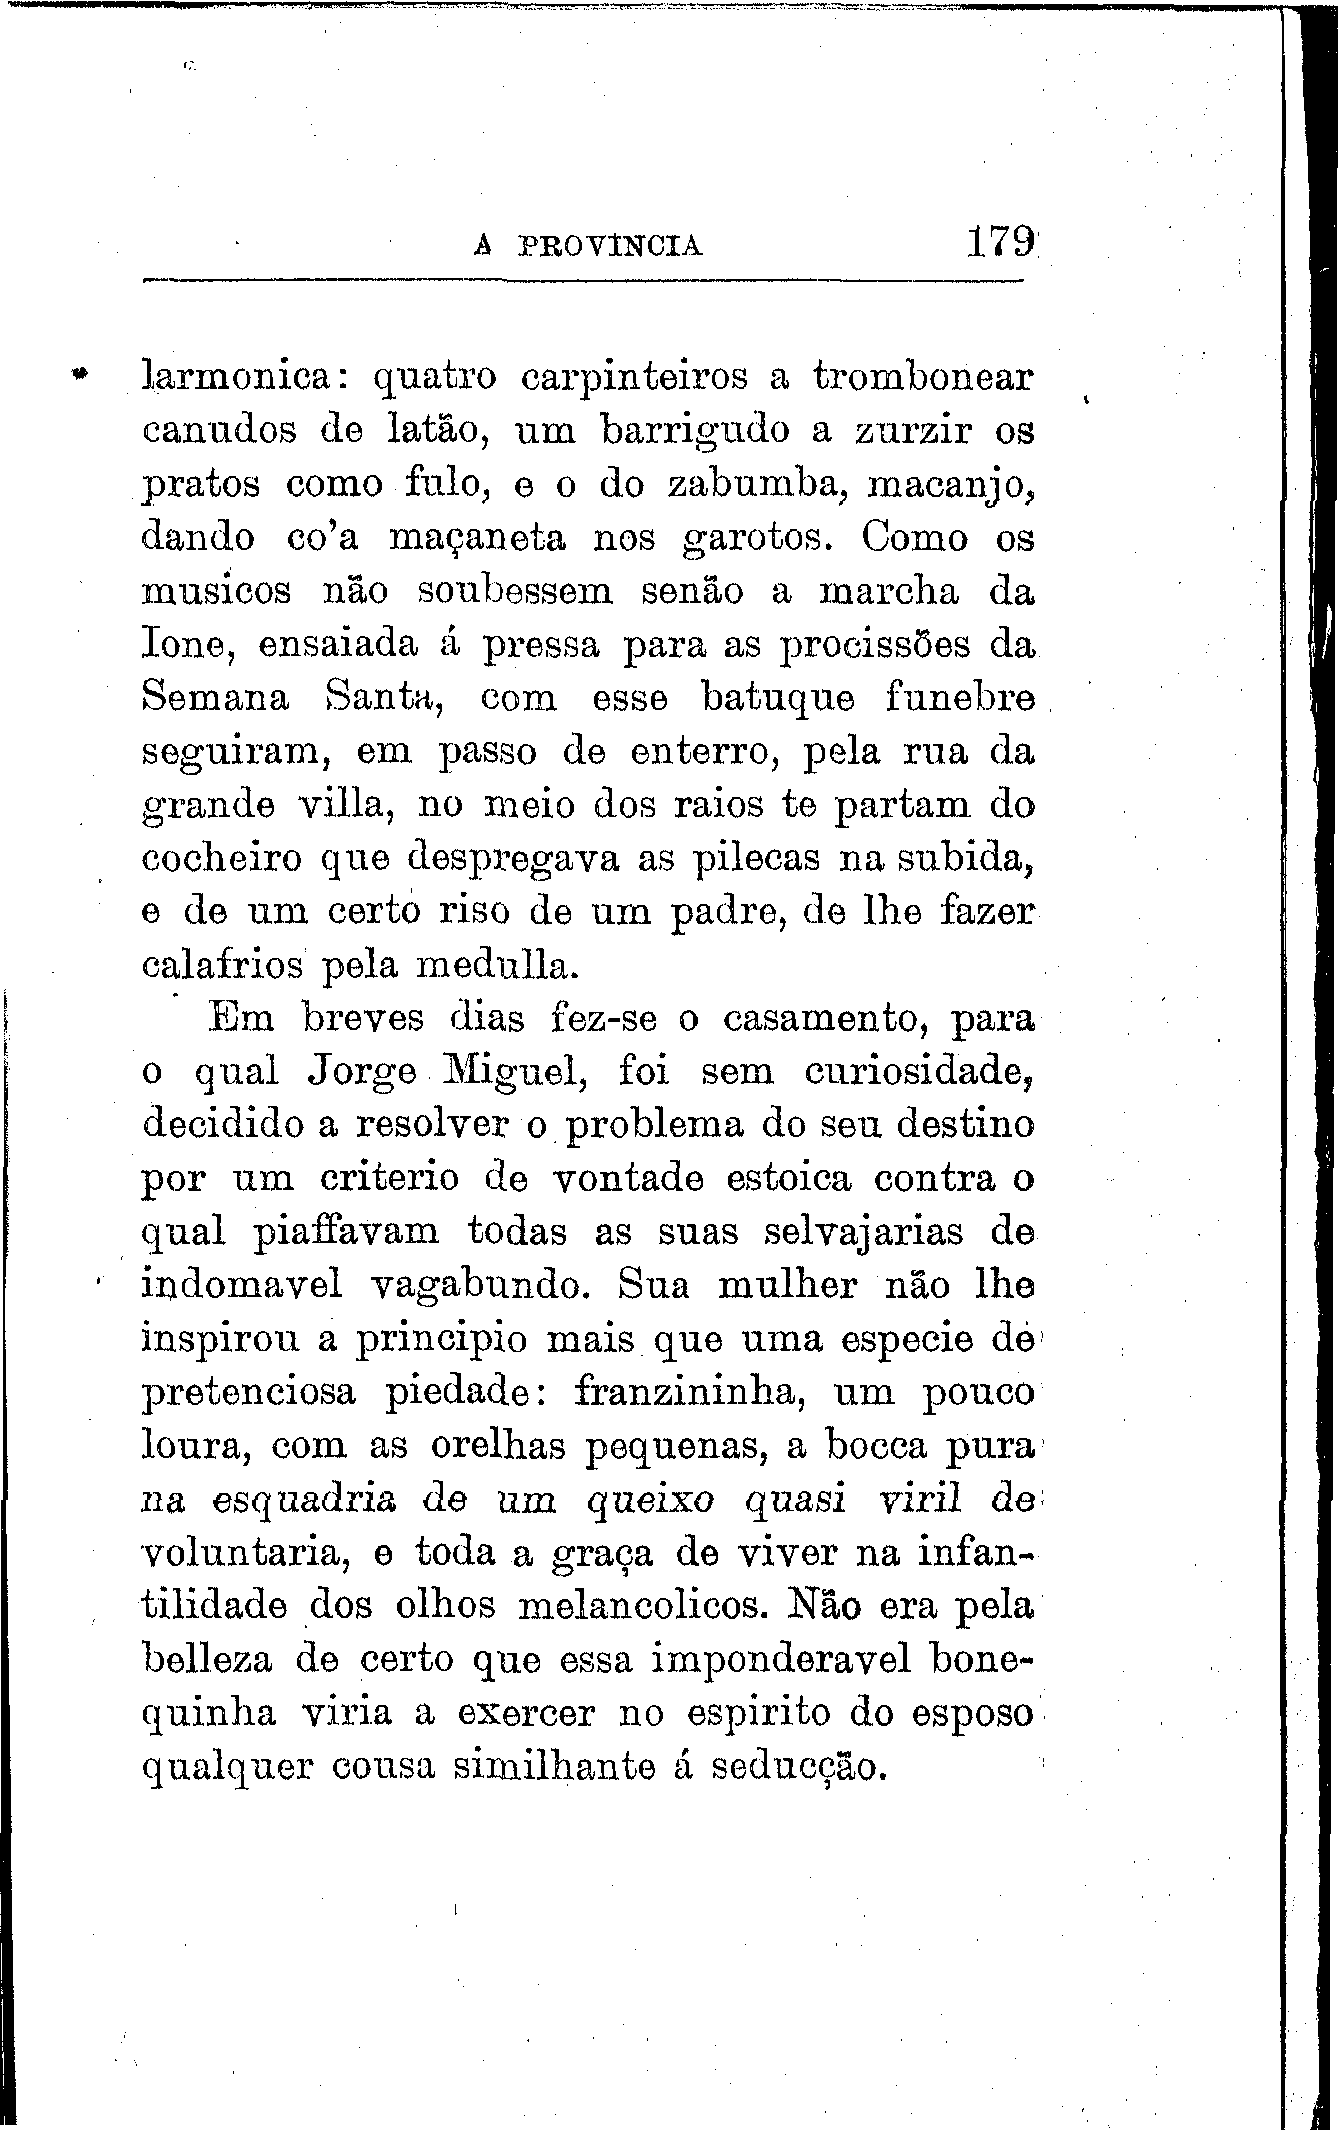 A PROVINCIA 179
larmonica: quatro carpinteiros a trombonear
canudos de latão, um barrigudo a zurzir os
pratos como fulo, e o do zabumba, macanjo,
dando co'a maçaneta nos garotos. Como os
musicos não soubessem senão a marcha da
Ione, ensaiada á pressa para as procissões da
Semana Santa, com esse batuque funebre
seguiram, em passo de enterro, pela rua da
grande villa, no meio dos raios te partam do
cocheiro que despregava as pilecas na subida,
e de um certo riso de um padre, de lhe fazer
calafrios pela medulla.
Em breves dias fez-se o casamento, para
o qual Jorge Miguel, foi sem curiosidade,
decidido a resolver o problema do seu destino
por um criterio de vontade estoica contra o
qual piaffavam todas as suas selvajarias de
indomavel vagabundo. Sua mulher não lhe
inspirou a principio mais que uma especie de
pretenciosa piedade: franzininha, um pouco
loura, com as orelhas pequenas, a bocca pura
na esquadria de um queixo quasi viril de
voluntaria, e toda a graça de viver na infan-
tilidade dos olhos melancolicos. Não era pela
belleza de certo que essa imponderavel bone-
quinha viria a exercer no espirito do esposo
qualquer cousa similhante á seducção.